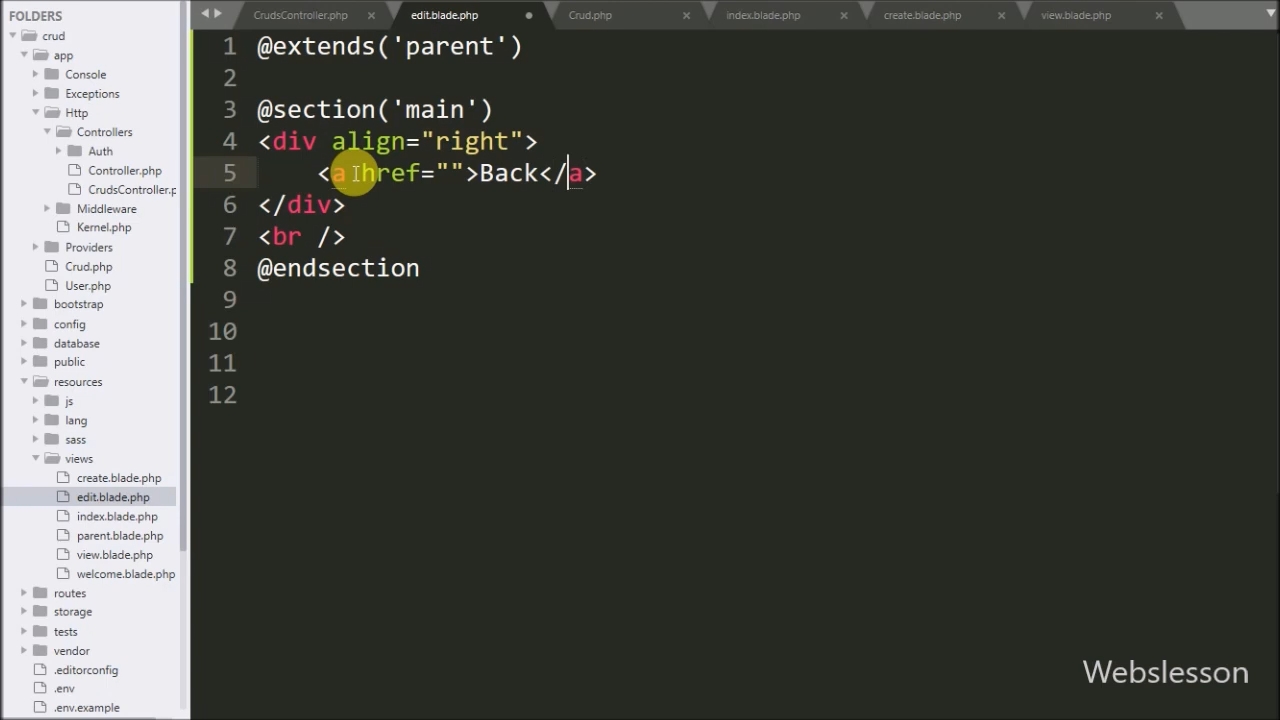 FOLDERS
crud
app
Console
Exceptions
Http
Controllers
Auth
Controller.php
CrudsController.p
Middleware
Kernel.php
Providers
Crud.php
User.php
bootstrap
config
database
public
resources
js
lang
sass
views
create.blade.php
edit.blade.php
index.blade.php
parent.blade.php
view.blade.php
welcome.blade.php
routes
storage
tests
vendor
.editorconfig
.env
.env.example
CrudsController.php
edit.blade.php
Crud.php
index.blade.php
create.blade.php
view.blade.php
1 @extends('parent')
2
3 @section('main')
4 <div align="right">
5 <a href="">Back</a>
6 </div>
7 <br />
8 @endsection
9
10
11
12
Webslesson